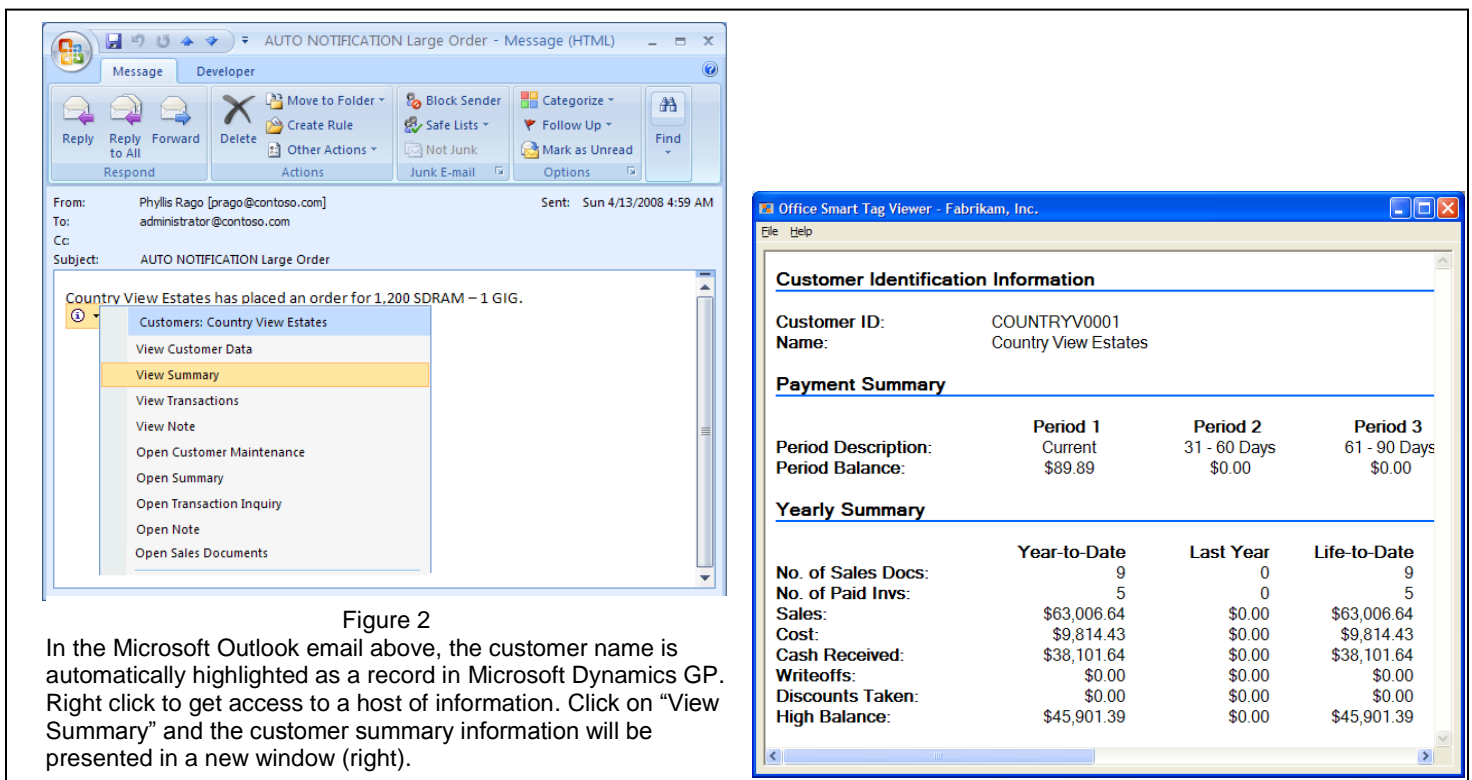 AUTO NOTIFICATION Large Order - Message (HTML)
Message Developer
Reply
Reply to All
Forward
Respond
Delete
Move to Folder
Create Rule
Other Actions
Actions
Block Sender
Safe Lists
Not Junk
Junk E-mail
Categorize
Follow Up
Mark as Unread
Options
Find
From: Phyllis Rago [prago@contoso.com] Sent: Sun 4/13/2008 4:59 AM
To: administrator@contoso.com
Cc:
Subject: AUTO NOTIFICATION Large Order
Country View Estates has placed an order for 1,200 SDRAM – 1 GIG.
Customers: Country View Estates
View Customer Data
View Summary
View Transactions
View Note
Open Customer Maintenance
Open Summary
Open Transaction Inquiry
Open Note
Open Sales Documents
Figure 2
In the Microsoft Outlook email above, the customer name is
automatically highlighted as a record in Microsoft Dynamics GP.
Right click to get access to a host of information. Click on “View
Summary” and the customer summary information will be
presented in a new window (right).
Office Smart Tag Viewer - Fabrikam, Inc.
File Help
Customer Identification Information
Customer ID: COUNTRYV0001
Name: Country View Estates
Payment Summary
Period 1 Period 2 Period 3
Period Description: Current 31 - 60 Days 61 - 90 Days
Period Balance: $89.89 $0.00 $0.00
Yearly Summary
Year-to-Date Last Year Life-to-Date
No. of Sales Docs: 9 0 9
No. of Paid Invs: 5 0 5
Sales: $63,006.64 $0.00 $63,006.64
Cost: $9,814.43 $0.00 $9,814.43
Cash Received: $38,101.64 $0.00 $38,101.64
Writeoffs: $0.00 $0.00 $0.00
Discounts Taken: $0.00 $0.00 $0.00
High Balance: $45,901.39 $0.00 $45,901.39